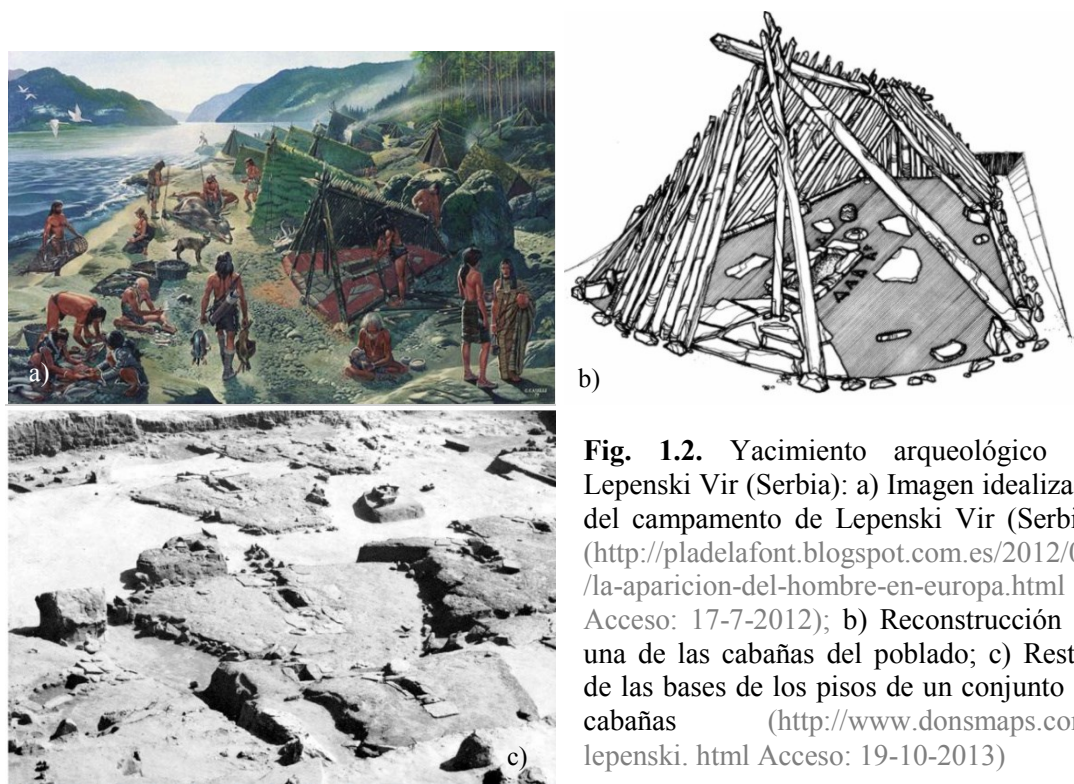 a)
b)
c)
Fig. 1.2. Yacimiento arqueológico
Lepenski Vir (Serbia): a) Imagen idealiza
del campamento de Lepenski Vir (Serbi
(http://pladelafont.blogspot.com.es/2012/0
/la-aparicion-del-hombre-en-europa.html
Acceso: 17-7-2012); b) Reconstrucción
una de las cabañas del poblado; c) Rest
de las bases de los pisos de un conjunto
cabañas (http://www.donsmaps.com
lepenski. html Acceso: 19-10-2013)